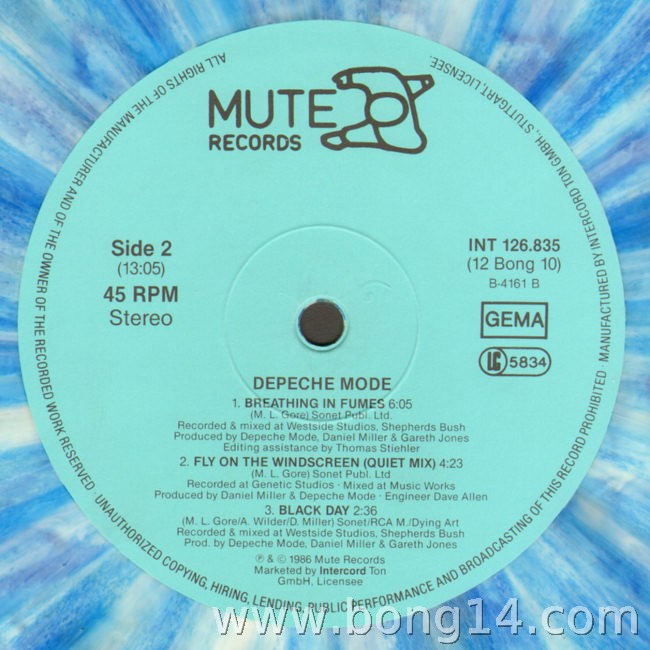 MUTE
RECORDS
Side 2
(13:05)
45 RPM
Stereo
INT 126.835
(12 Bong 10)
B-4161 B
GEMA
LC 5834
DEPECHE MODE
1. BREATHING IN FUMES 6:05
(M. L. Gore) Sonet Publ. Ltd.
Recorded & mixed at Westside Studios, Shepherds Bush
Produced by Depeche Mode, Daniel Miller & Gareth Jones
Editing assistance by Thomas Stiehler
2. FLY ON THE WINDSCREEN (QUIET MIX) 4:23
(M. L. Gore) Sonet Publ. Ltd
Recorded at Genetic Studios · Mixed at Music Works
Produced by Daniel Miller & Depeche Mode · Engineer Dave Allen
3. BLACK DAY 2:36
(M. L. Gore/A. Wilder/D. Miller) Sonet/RCA M./Dying Art
Recorded & mixed at Westside Studios, Shepherds Bush
Prod. by Depeche Mode, Daniel Miller & Gareth Jones
℗ & © 1986 Mute Records
Marketed by Intercord Ton
GmbH, Licensee
ALL RIGHTS OF THE MANUFACTURER AND OF THE OWNER OF THE RECORDED WORK RESERVED · UNAUTHORIZED COPYING, HIRING, LENDING, PUBLIC PERFORMANCE AND BROADCASTING OF THIS RECORD PROHIBITED · MANUFACTURED BY INTERCORD TON GMBH., STUTTGART, LICENSEE.
www.bong14.com